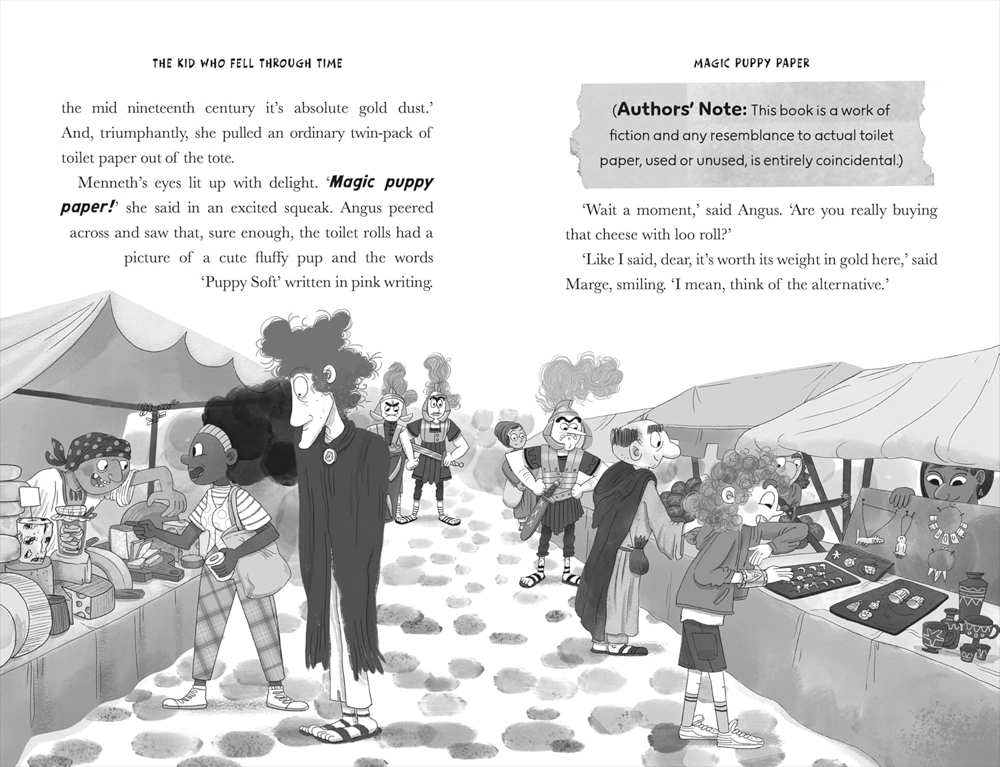 THE KID WHO FELL THROUGH TIME
the mid nineteenth century it’s absolute gold dust.’
And, triumphantly, she pulled an ordinary twin-pack of
toilet paper out of the tote.
Menneth’s eyes lit up with delight. ‘Magic puppy
paper!’ she said in an excited squeak. Angus peered
across and saw that, sure enough, the toilet rolls had a
picture of a cute fluffy pup and the words
‘Puppy Soft’ written in pink writing.
MAGIC PUPPY PAPER
(Authors’ Note: This book is a work of
fiction and any resemblance to actual toilet
paper, used or unused, is entirely coincidental.)
‘Wait a moment,’ said Angus. ‘Are you really buying
that cheese with loo roll?’
‘Like I said, dear, it’s worth its weight in gold here,’ said
Marge, smiling. ‘I mean, think of the alternative.’